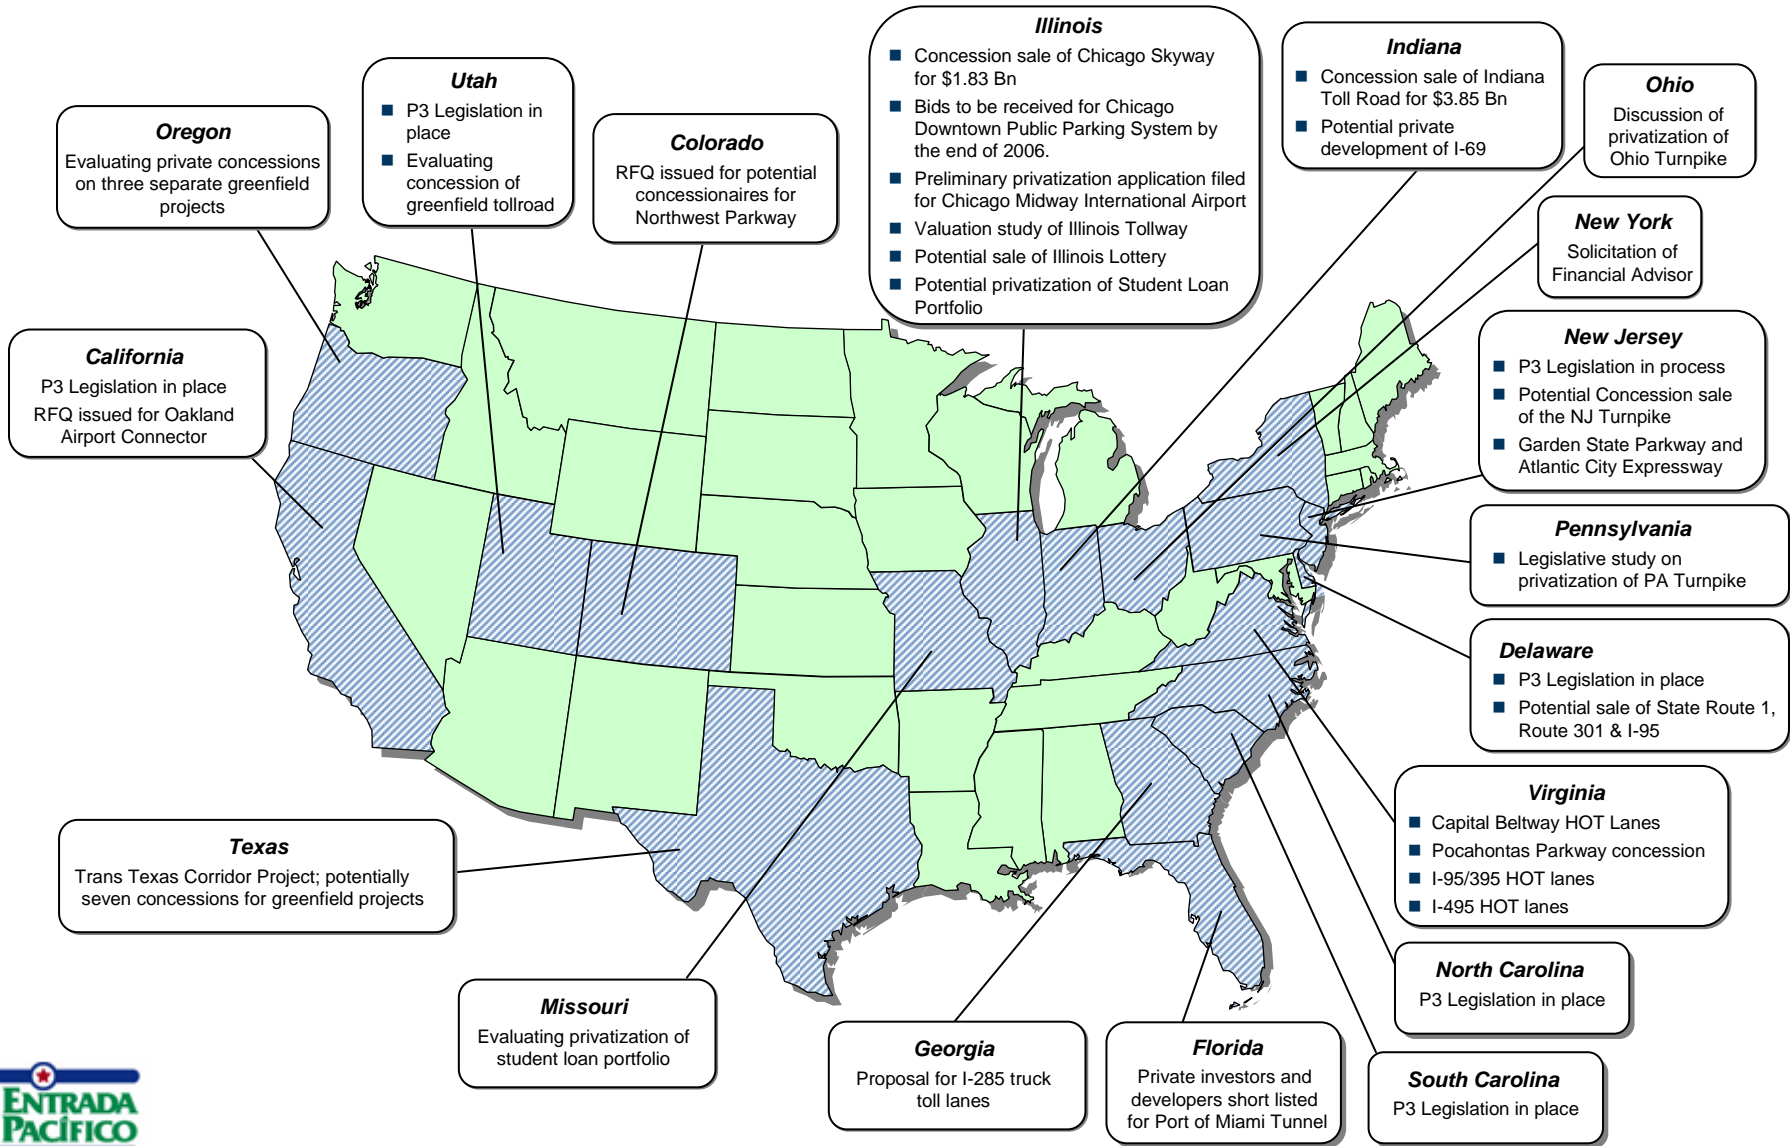 Illinois
Concession sale of Chicago Skyway
for $1.83 Bn
Bids to be received for Chicago
Downtown Public Parking System by
the end of 2006.
Preliminary privatization application filed
for Chicago Midway International Airport
Valuation study of Illinois Tollway
Potential sale of Illinois Lottery
Potential privatization of Student Loan
Portfolio
Indiana
Concession sale of Indiana
Toll Road for $3.85 Bn
Potential private
development of I-69
Ohio
Discussion of
privatization of
Ohio Turnpike
Utah
P3 Legislation in
place
Evaluating
concession of
greenfield tollroad
Oregon
Evaluating private concessions
on three separate greenfield
projects
Colorado
RFQ issued for potential
concessionaires for
Northwest Parkway
New York
Solicitation of
Financial Advisor
California
P3 Legislation in place
RFQ issued for Oakland
Airport Connector
New Jersey
P3 Legislation in process
Potential Concession sale
of the NJ Turnpike
Garden State Parkway and
Atlantic City Expressway
Pennsylvania
Legislative study on
privatization of PA Turnpike
Delaware
P3 Legislation in place
Potential sale of State Route 1,
Route 301 & I-95
Virginia
Capital Beltway HOT Lanes
Pocahontas Parkway concession
I-95/395 HOT lanes
I-495 HOT lanes
Texas
Trans Texas Corridor Project; potentially
seven concessions for greenfield projects
North Carolina
P3 Legislation in place
Missouri
Evaluating privatization of
student loan portfolio
Georgia
Proposal for I-285 truck
toll lanes
Florida
Private investors and
developers short listed
for Port of Miami Tunnel
South Carolina
P3 Legislation in place
ENTRADA
PACÍFICO